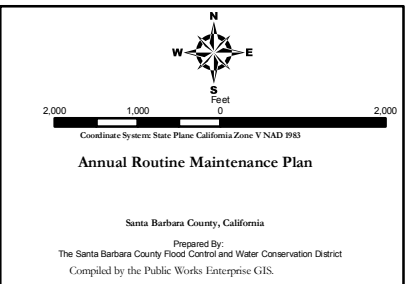 N
W E
S
Feet
2,000 1,000 0 2,000
Coordinate System: State Plane California Zone V NAD 1983
Annual Routine Maintenance Plan
Santa Barbara County, California
Prepared By:
The Santa Barbara County Flood Control and Water Conservation District
Compiled by the Public Works Enterprise GIS.